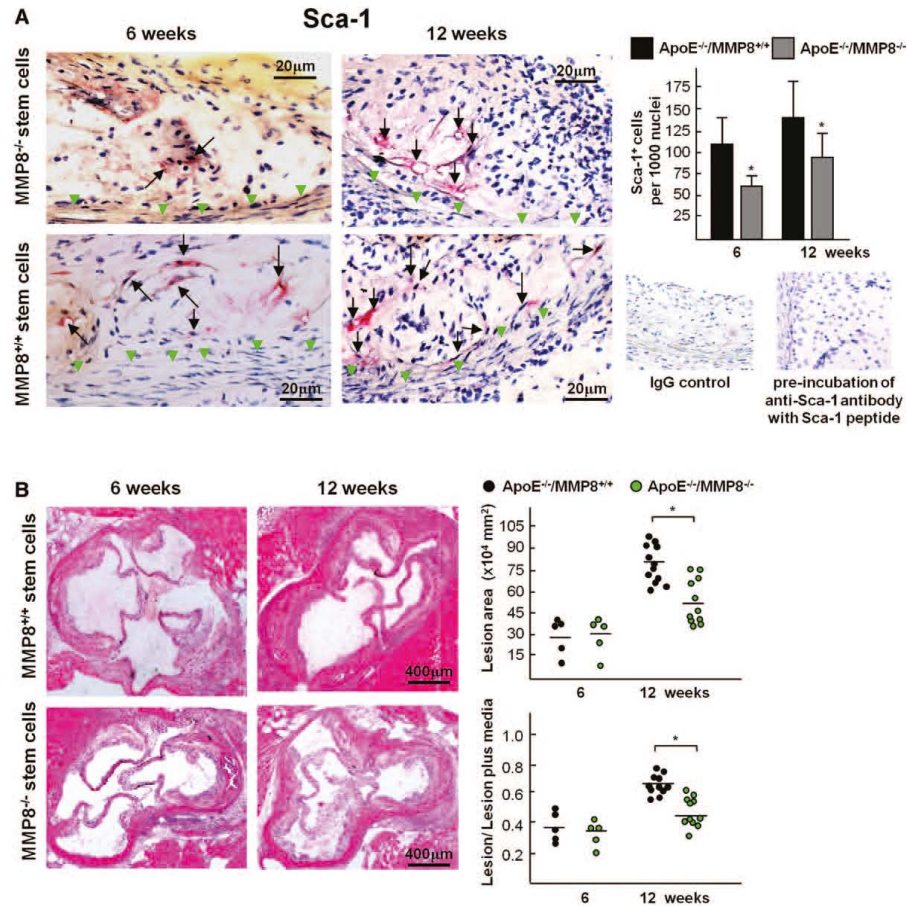 A
Sca-1
6 weeks
12 weeks
MMP8-/- stem cells
20μm
20μm
MMP8+/+ stem cells
20μm
20μm
ApoE-/-/MMP8+/+
ApoE-/-/MMP8-/-
Sca-1+ cells
per 1000 nuclei
175
150
125
100
75
50
25
*
*
6
12 weeks
IgG control
pre-incubation of
anti-Sca-1 antibody
with Sca-1 peptide
B
6 weeks
12 weeks
MMP8+/+ stem cells
400μm
MMP8-/- stem cells
400μm
ApoE-/-/MMP8+/+
ApoE-/-/MMP8-/-
Lesion area (x10⁴ mm²)
105
90
75
60
45
30
15
*
6
12 weeks
Lesion/ Lesion plus media
1.0
0.8
0.6
0.4
0.2
*
6
12 weeks